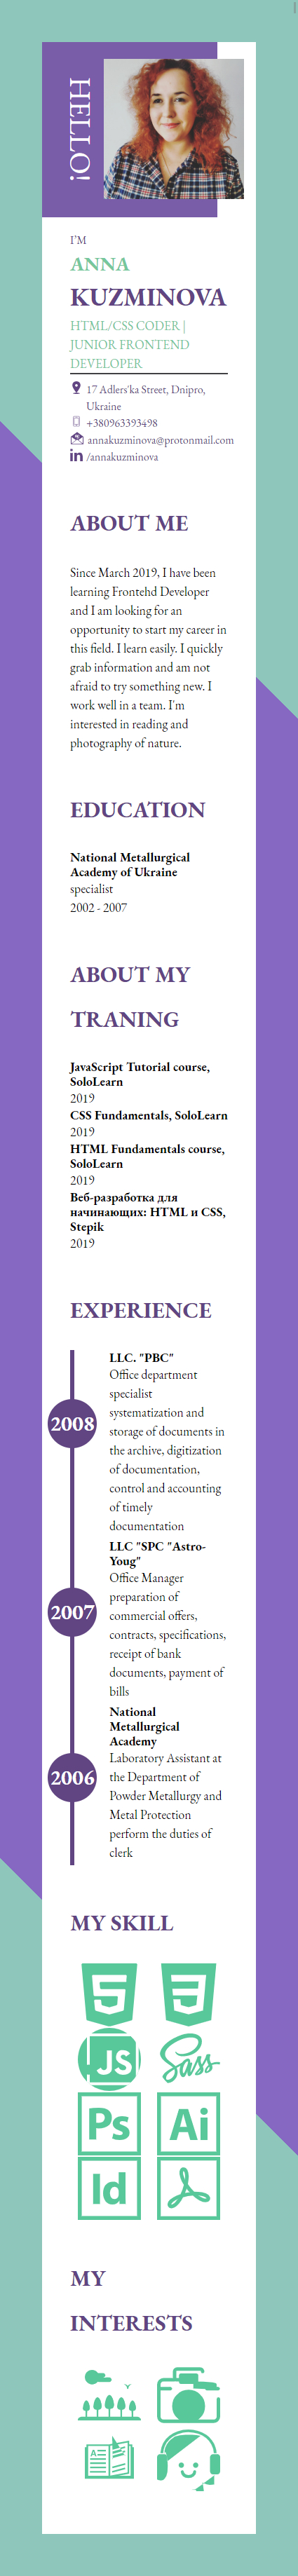 HELLO!
I'M
ANNA
KUZMINOVA
HTML/CSS CODER |
JUNIOR FRONTEND
DEVELOPER
17 Adlers'ka Street, Dnipro,
Ukraine
+380963393498
annakuzminova@protonmail.com
in /annakuzminova
ABOUT ME
Since March 2019, I have been
learning Frontehd Developer
and I am looking for an
opportunity to start my career in
this field. I learn easily. I quickly
grab information and am not
afraid to try something new. I
work well in a team. I'm
interested in reading and
photography of nature.
EDUCATION
National Metallurgical
Academy of Ukraine
specialist
2002 - 2007
ABOUT MY
TRANING
JavaScript Tutorial course,
SoloLearn
2019
CSS Fundamentals, SoloLearn
2019
HTML Fundamentals course,
SoloLearn
2019
Веб-разработка для
начинающих: HTML и CSS,
Stepik
2019
EXPERIENCE
LLC. "PBC"
Office department
specialist
systematization and
2008
storage of documents in
the archive, digitization
of documentation,
control and accounting
of timely
documentation
LLC "SPC "Astro-
Youg"
Office Manager
preparation of
2007
commercial offers,
contracts, specifications,
receipt of bank
documents, payment of
bills
National
Metallurgical
Academy
Laboratory Assistant at
2006
the Department of
Powder Metallurgy and
Metal Protection
perform the duties of
clerk
MY SKILL
5 3
JS Sass
Ps Ai
Id
MY
INTERESTS
A